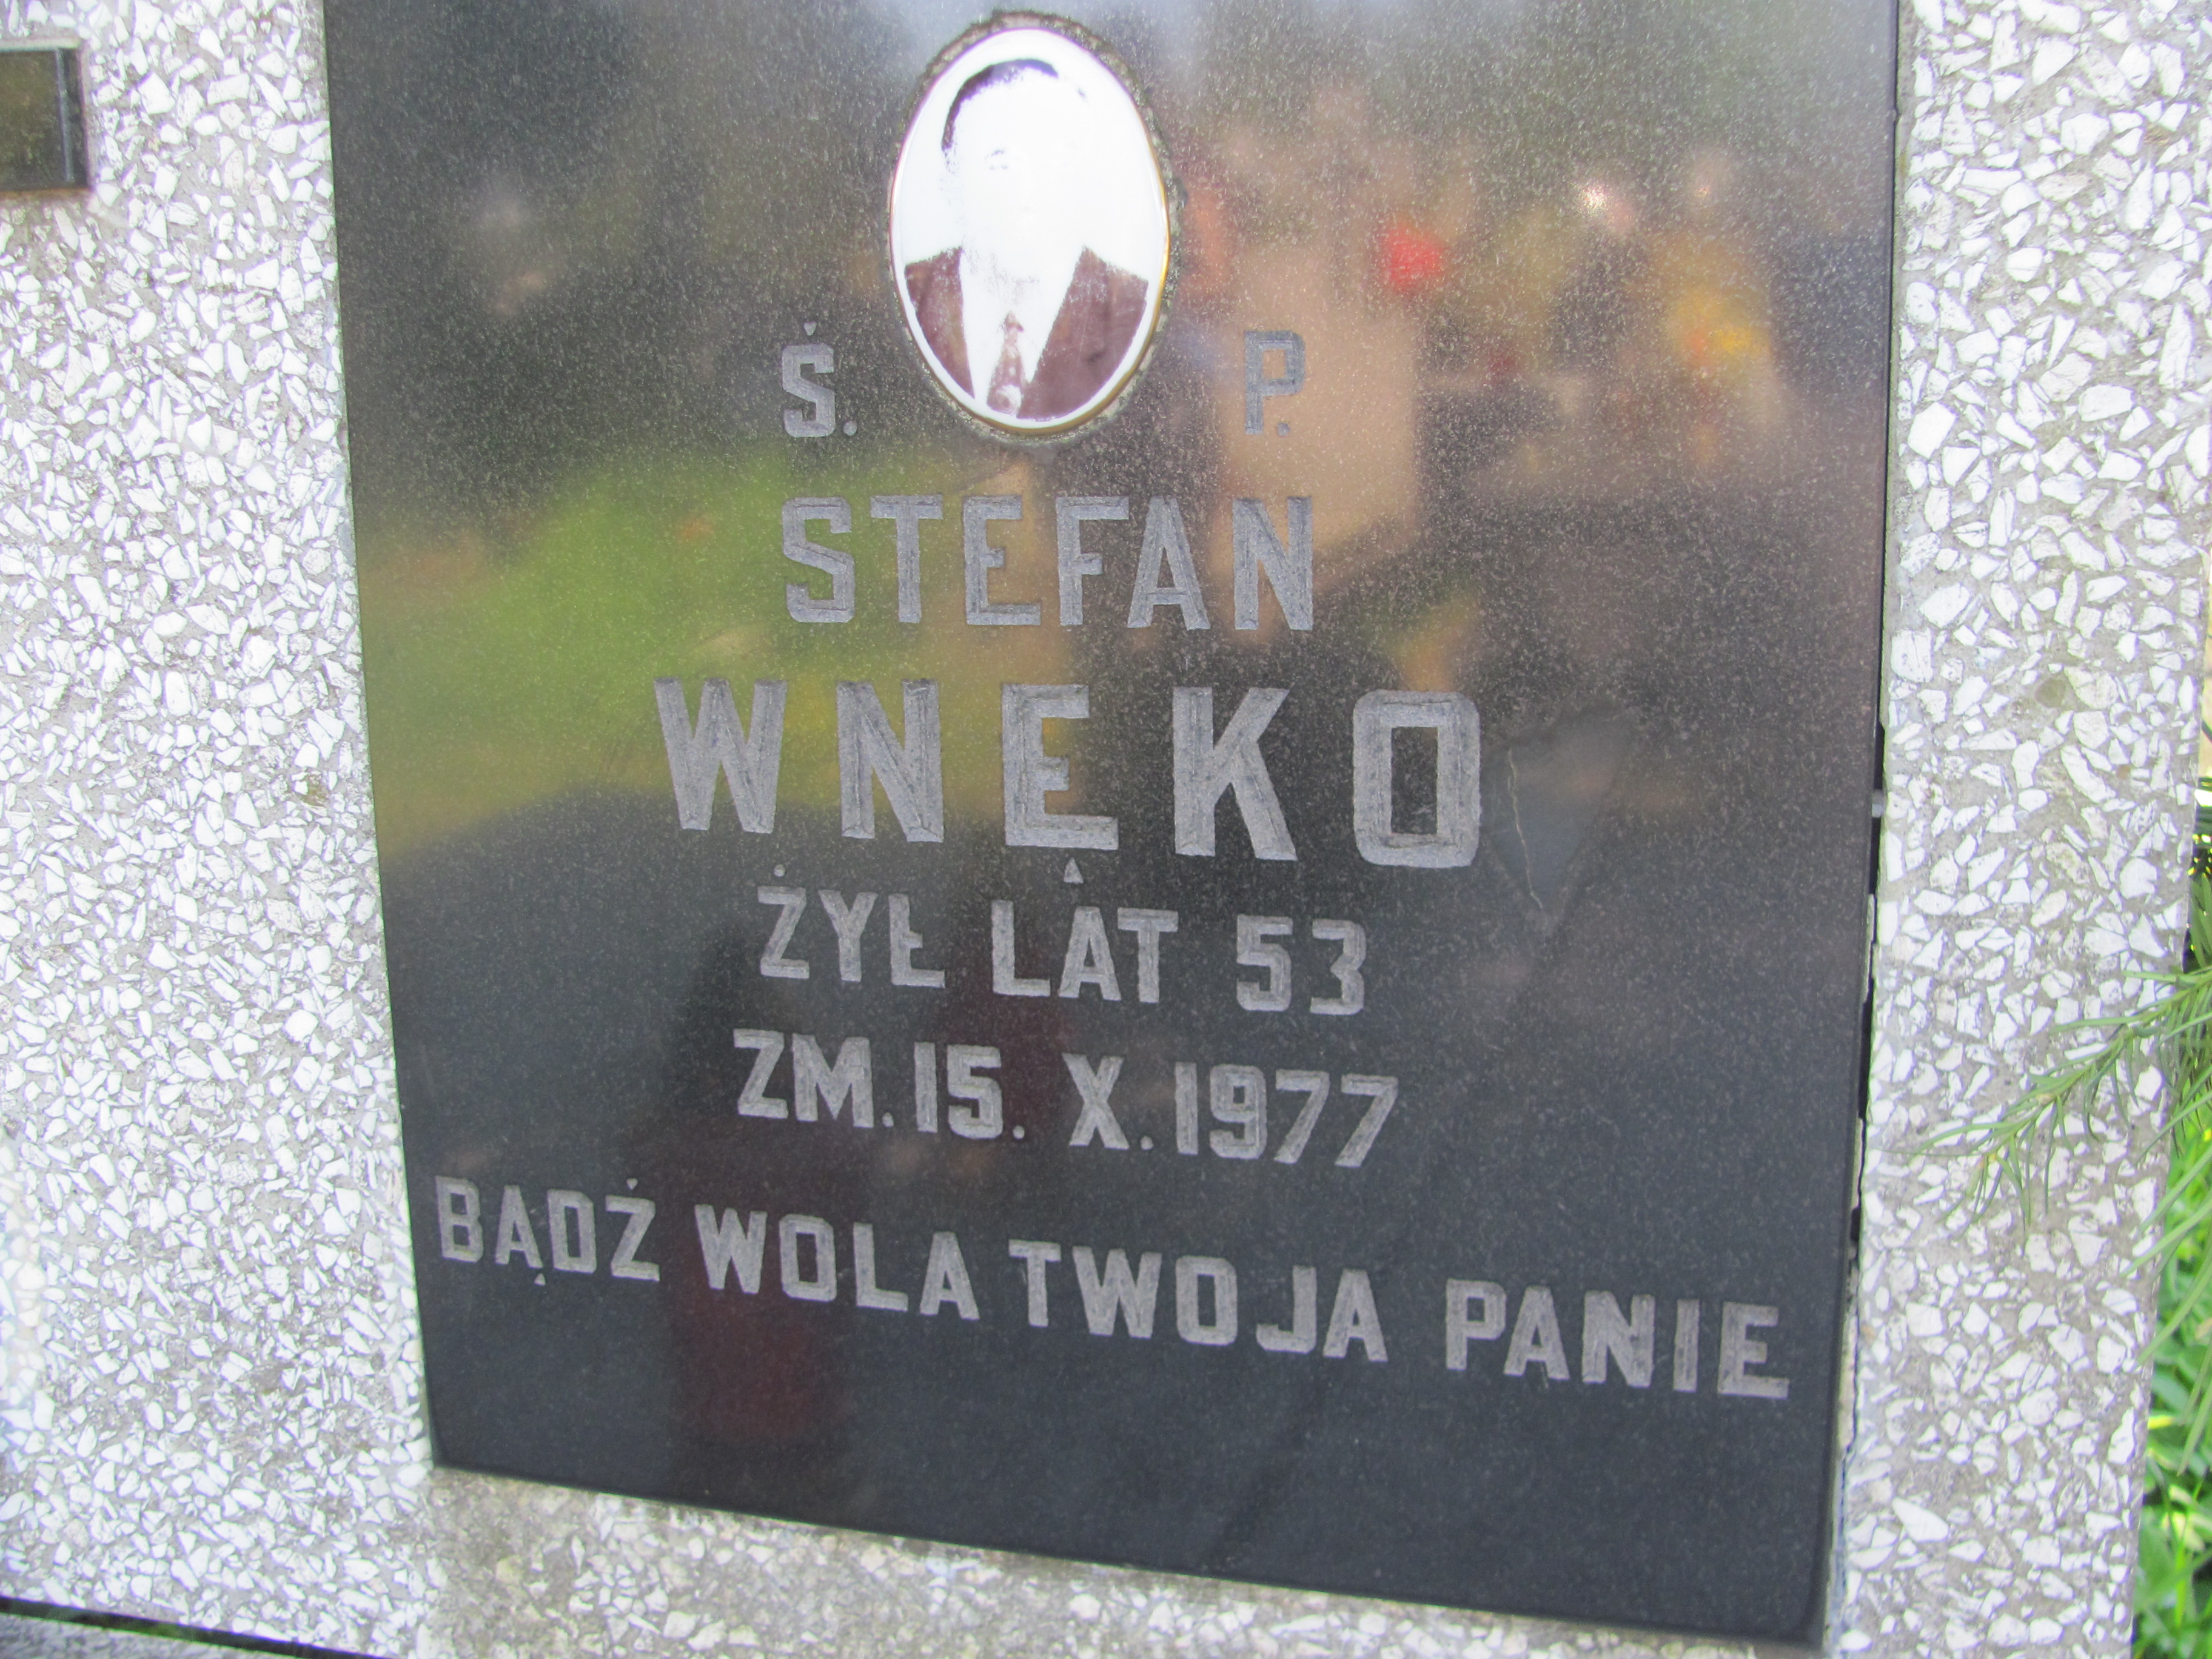 Ś. P.
STEFAN
WNĘKO
ŻYŁ LAT 53
ZM. 15. X. 1977
BĄDŹ WOLA TWOJA PANIE